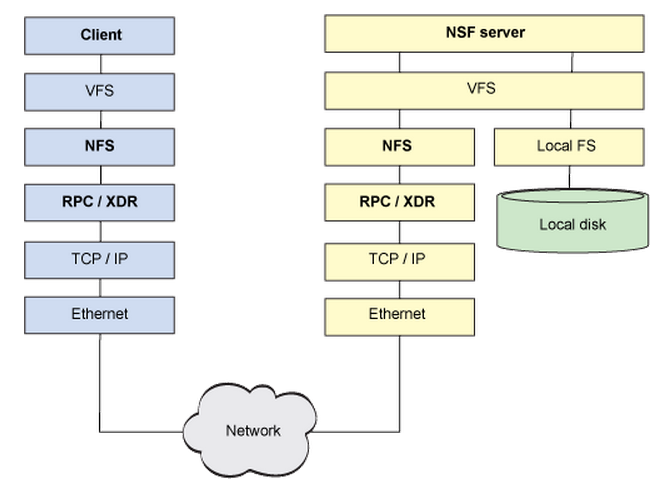 Client
VFS
NFS
RPC / XDR
TCP / IP
Ethernet
NSF server
VFS
NFS
Local FS
RPC / XDR
Local disk
TCP / IP
Ethernet
Network